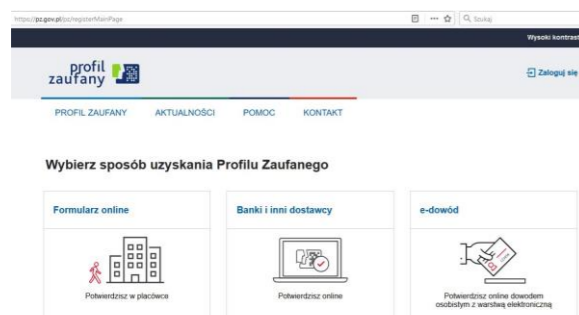 https://pz.gov.pl/pz/registerMainPage
Szukaj
Wysoki kontrast
profil
zaufany
Zaloguj się
PROFIL ZAUFANY AKTUALNOŚCI POMOC KONTAKT
Wybierz sposób uzyskania Profilu Zaufanego
Formularz online
Potwierdzisz w placówce
Banki i inni dostawcy
Potwierdzisz online
e-dowód
Potwierdzisz online dowodem
osobistym z warstwą elektroniczną